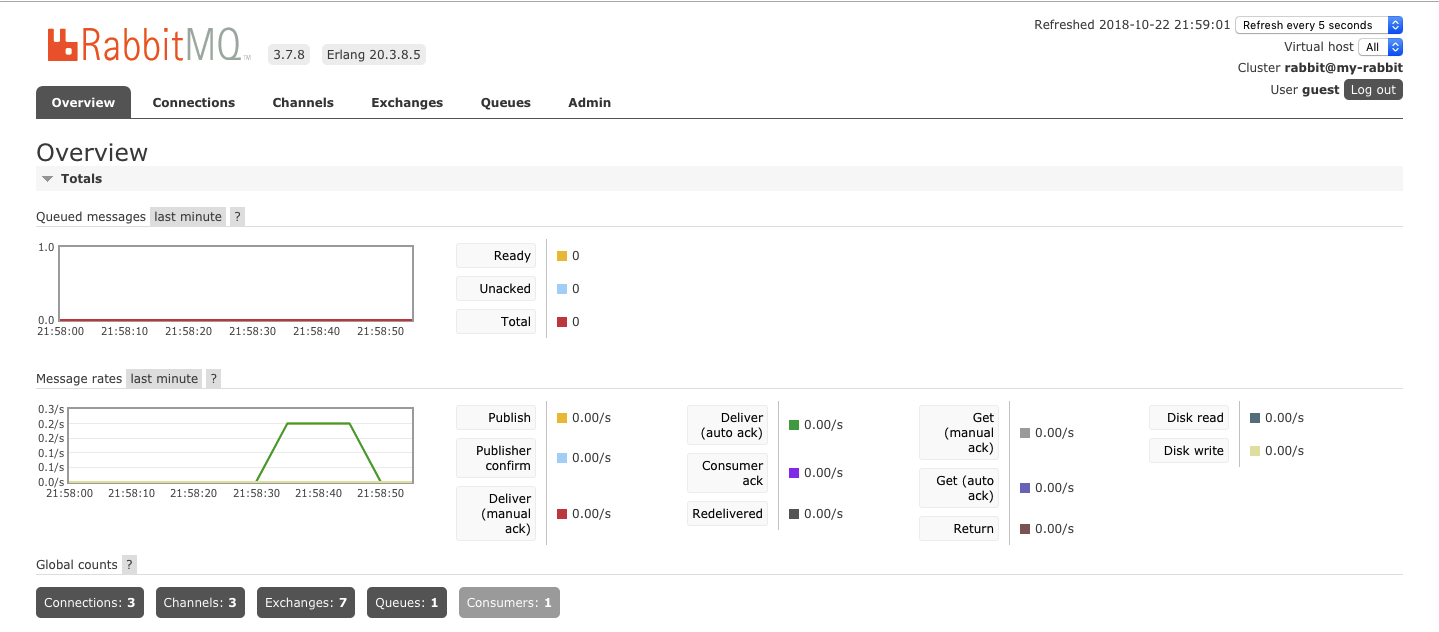 RabbitMQ TM 3.7.8 Erlang 20.3.8.5
Refreshed 2018-10-22 21:59:01 Refresh every 5 seconds
Virtual host All
Cluster rabbit@my-rabbit
User guest Log out
Overview Connections Channels Exchanges Queues Admin
Overview
Totals
Queued messages last minute ?
1.0
0.0
21:58:00 21:58:10 21:58:20 21:58:30 21:58:40 21:58:50
Ready 0
Unacked 0
Total 0
Message rates last minute ?
0.3/s
0.2/s
0.2/s
0.1/s
0.1/s
0.0/s
21:58:00 21:58:10 21:58:20 21:58:30 21:58:40 21:58:50
Publish 0.00/s
Publisher
confirm 0.00/s
Deliver
(manual
ack) 0.00/s
Deliver
(auto ack) 0.00/s
Consumer
ack 0.00/s
Redelivered 0.00/s
Get
(manual
ack) 0.00/s
Get (auto
ack) 0.00/s
Return 0.00/s
Disk read 0.00/s
Disk write 0.00/s
Global counts ?
Connections: 3 Channels: 3 Exchanges: 7 Queues: 1 Consumers: 1